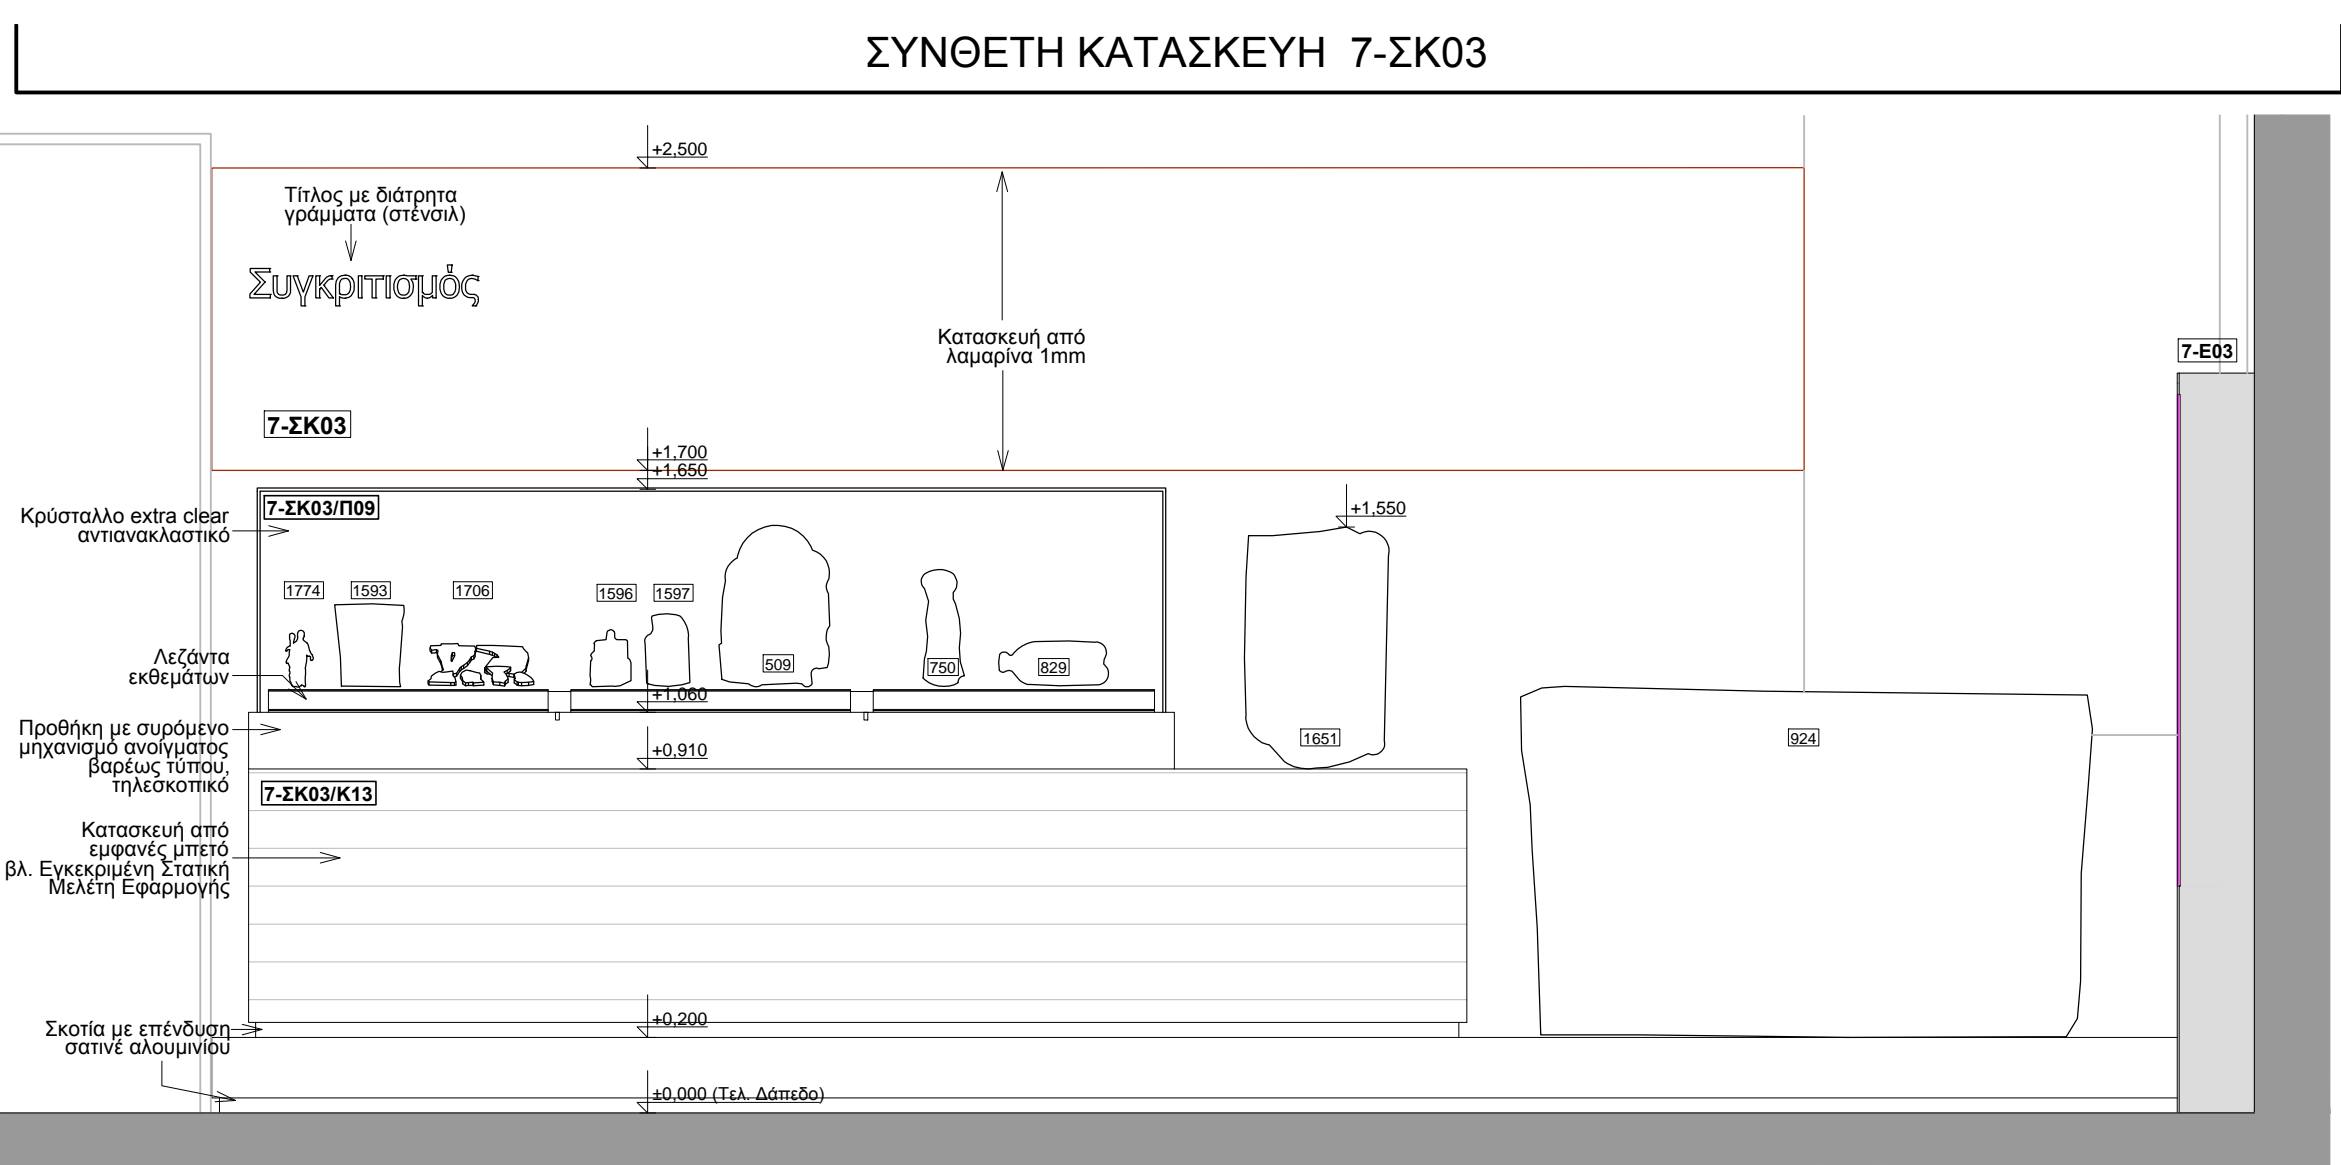 ΣΥΝΘΕΤΗ ΚΑΤΑΣΚΕΥΗ 7-ΣΚ03
+2,500
Τίτλος με διάτρητα
γράμματα (στένσιλ)
Συγκριτισμός
Κατασκευή από
λαμαρίνα 1mm
7-Ε03
7-ΣΚ03
+1,700
+1,650
7-ΣΚ03/Π09
Κρύσταλλο extra clear
αντιανακλαστικό
+1,550
1774
1593
1706
1596
1597
509
750
829
Λεζάντα
εκθεμάτων
+1,060
Προθήκη με συρόμενο
μηχανισμό ανοίγματος
βαρέως τύπου,
τηλεσκοπικό
+0,910
1651
924
7-ΣΚ03/Κ13
Κατασκευή από
εμφανές μπετό
βλ. Εγκεκριμένη Στατική
Μελέτη Εφαρμογής
+0,200
Σκοτία με επένδυση
σατινέ αλουμινίου
±0,000 (Τελ. Δάπεδο)